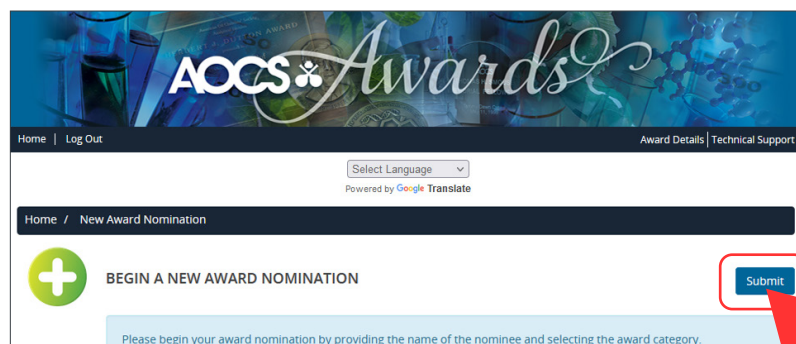 AOCS Awards
Home | Log Out
Award Details | Technical Support
Select Language
Powered by Google Translate
Home / New Award Nomination
BEGIN A NEW AWARD NOMINATION
Submit
Please begin your award nomination by providing the name of the nominee and selecting the award category.